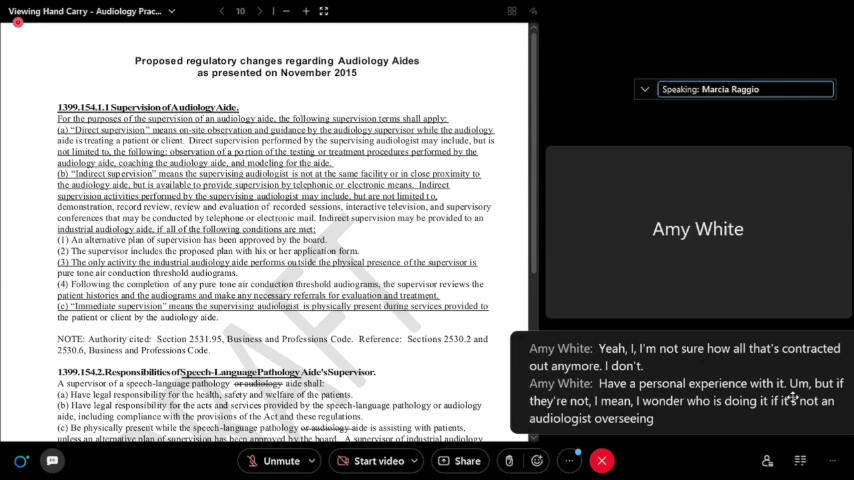 Viewing Hand Carry - Audiology Prac...
10
Speaking: Marcia Raggio
Proposed regulatory changes regarding Audiology Aides
as presented on November 2015
1399.154.1.1 Supervision of Audiology Aide.
For the purposes of the supervision of an audiology aide, the following supervision terms shall apply:
(a) "Direct supervision" means on-site observation and guidance by the audiology supervisor while the audiology
aide is treating a patient or client. Direct supervision performed by the supervising audiologist may include, but is
not limited to, the following: observation of a portion of the testing or treatment procedures performed by the
audiology aide, coaching the audiology aide, and modeling for the aide.
(b) "Indirect supervision" means the supervising audiologist is not at the same facility or in close proximity to
the audiology aide, but is available to provide supervision by telephonic or electronic means. Indirect
supervision activities performed by the supervising audiologist may include, but are not limited to,
demonstration, record review, review and evaluation of recorded sessions, interactive television, and supervisory
conferences that may be conducted by telephone or electronic mail. Indirect supervision may be provided to an
industrial audiology aide, if all of the following conditions are met:
(1) An alternative plan of supervision has been approved by the board.
(2) The supervisor includes the proposed plan with his or her application form.
(3) The only activity the industrial audiology aide performs outside the physical presence of the supervisor is
pure tone air conduction threshold audiograms.
(4) Following the completion of any pure tone air conduction threshold audiograms, the supervisor reviews the
patient histories and the audiograms and make any necessary referrals for evaluation and treatment.
(c) "Immediate supervision" means the supervising audiologist is physically present during services provided to
the patient or client by the audiology aide.
NOTE: Authority cited: Section 2531.95, Business and Professions Code. Reference: Sections 2530.2 and
2530.6, Business and Professions Code.
1399.154.2. Responsibilities of Speech-Language Pathology Aide's Supervisor.
A supervisor of a speech-language pathology or audiology aide shall:
(a) Have legal responsibility for the health, safety and welfare of the patients.
(b) Have legal responsibility for the acts and services provided by the speech-language pathology or audiology
aide, including compliance with the provisions of the Act and these regulations.
(c) Be physically present while the speech-language pathology or audiology aide is assisting with patients,
unless an alternative plan of supervision has been approved by the board. A supervisor of industrial audiology
DRAFT
Amy White
Amy White: Yeah, I, I'm not sure how all that's contracted
out anymore. I don't.
Amy White: Have a personal experience with it. Um, but if
they're not, I mean, I wonder who is doing it if it's not an
audiologist overseeing
Unmute
Start video
Share